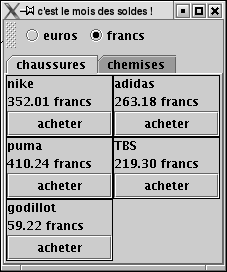 c'est le mois des soldes !
euros francs
chaussures chemises
nike adidas
352.01 francs 263.18 francs
acheter acheter
puma TBS
410.24 francs 219.30 francs
acheter acheter
godillot
59.22 francs
acheter